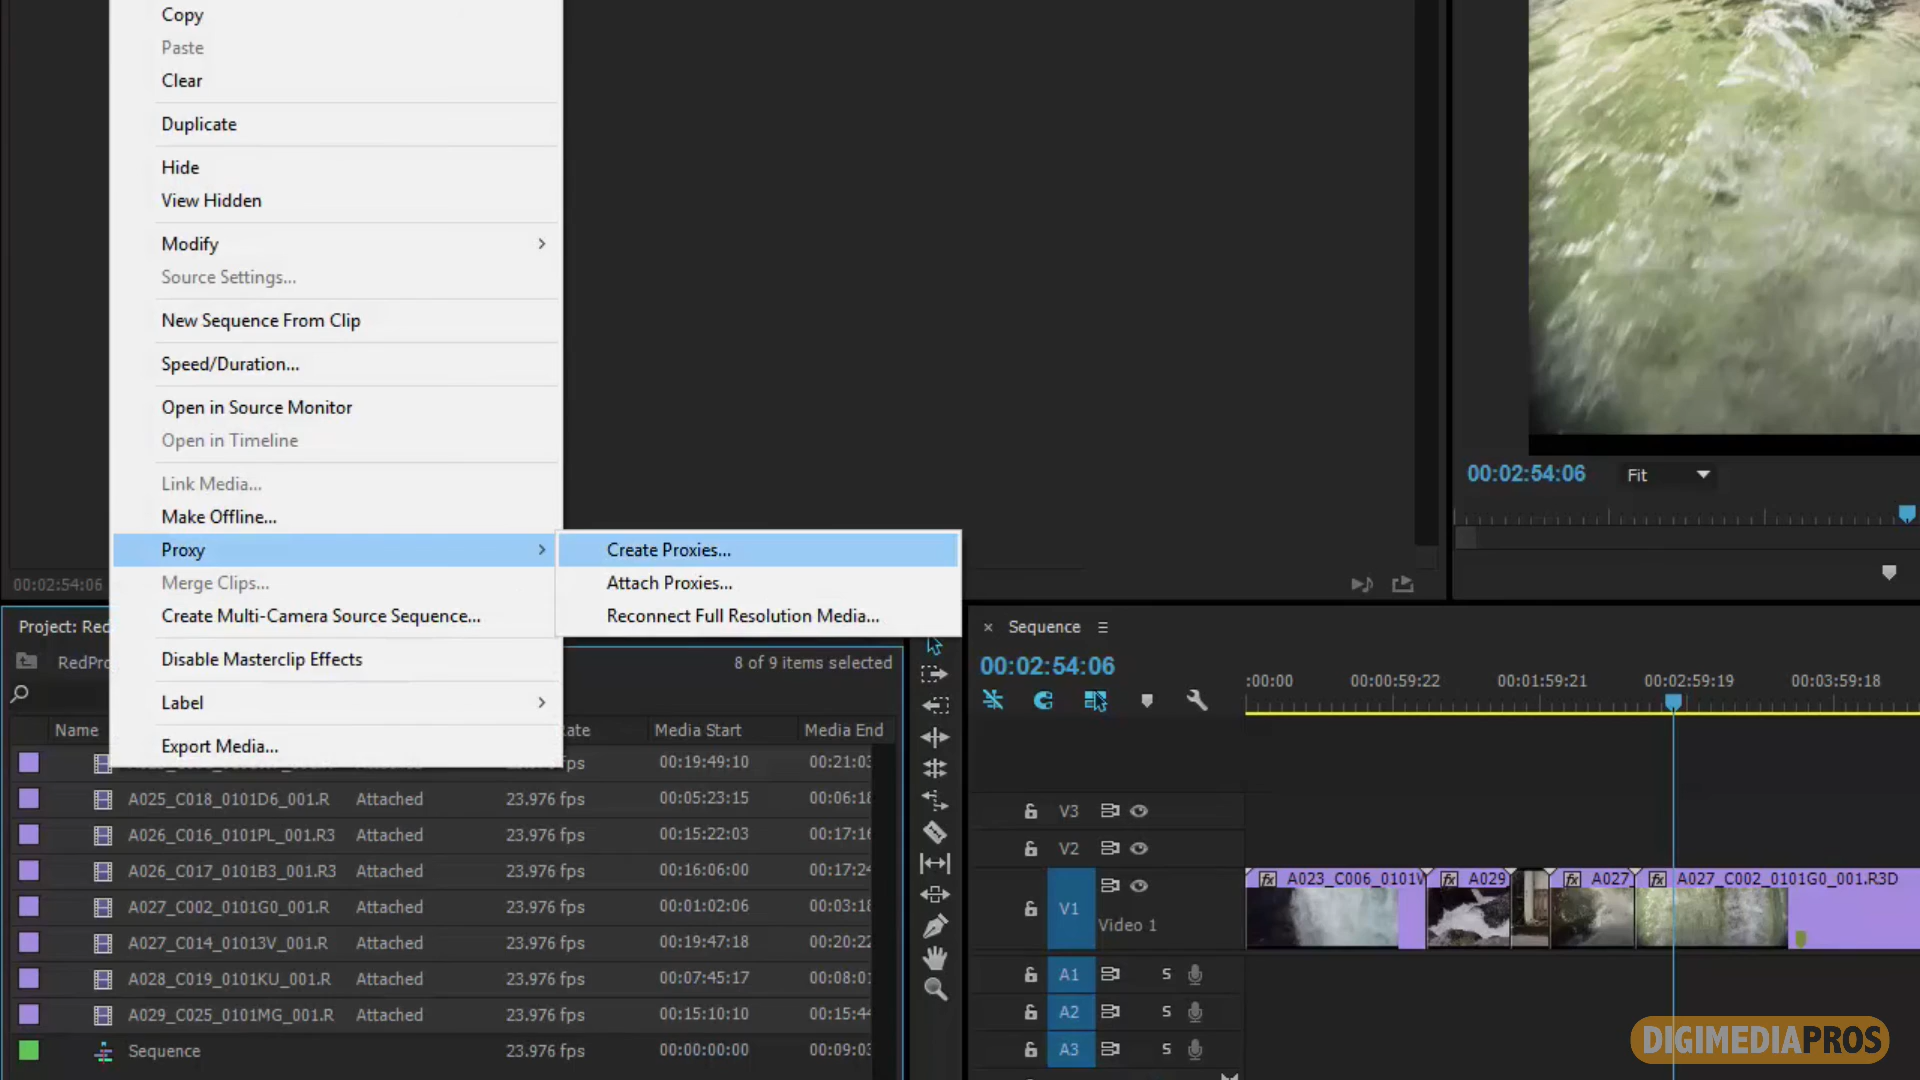 Copy
Paste
Clear
Duplicate
Hide
View Hidden
Modify
Source Settings...
New Sequence From Clip
Speed/Duration...
Open in Source Monitor
Open in Timeline
Link Media...
Make Offline...
Proxy
Merge Clips...
Create Multi-Camera Source Sequence...
Disable Masterclip Effects
Label
Export Media...
Create Proxies...
Attach Proxies...
Reconnect Full Resolution Media...
00:02:54:06
Project: Red
RedPro
8 of 9 items selected
Name Media Start Media End
fps 00:19:49:10 00:21:03
A025_C018_0101D6_001.R Attached 23.976 fps 00:05:23:15 00:06:18
A026_C016_0101PL_001.R3 Attached 23.976 fps 00:15:22:03 00:17:16
A026_C017_0101B3_001.R3 Attached 23.976 fps 00:16:06:00 00:17:24
A027_C002_0101G0_001.R Attached 23.976 fps 00:01:02:06 00:03:18
A027_C014_01013V_001.R Attached 23.976 fps 00:19:47:18 00:20:22
A028_C019_0101KU_001.R Attached 23.976 fps 00:07:45:17 00:08:01
A029_C025_0101MG_001.R Attached 23.976 fps 00:15:10:10 00:15:44
Sequence 23.976 fps 00:00:00:00 00:09:03
00:02:54:06 Fit
× Sequence
00:02:54:06
:00:00 00:00:59:22 00:01:59:21 00:02:59:19 00:03:59:18
V3
V2
V1
Video 1
fx A023_C006_0101V fx A029 fx A027 fx A027_C002_0101G0_001.R3D
A1 S
A2 S
A3 S
DIGIMEDIAPROS